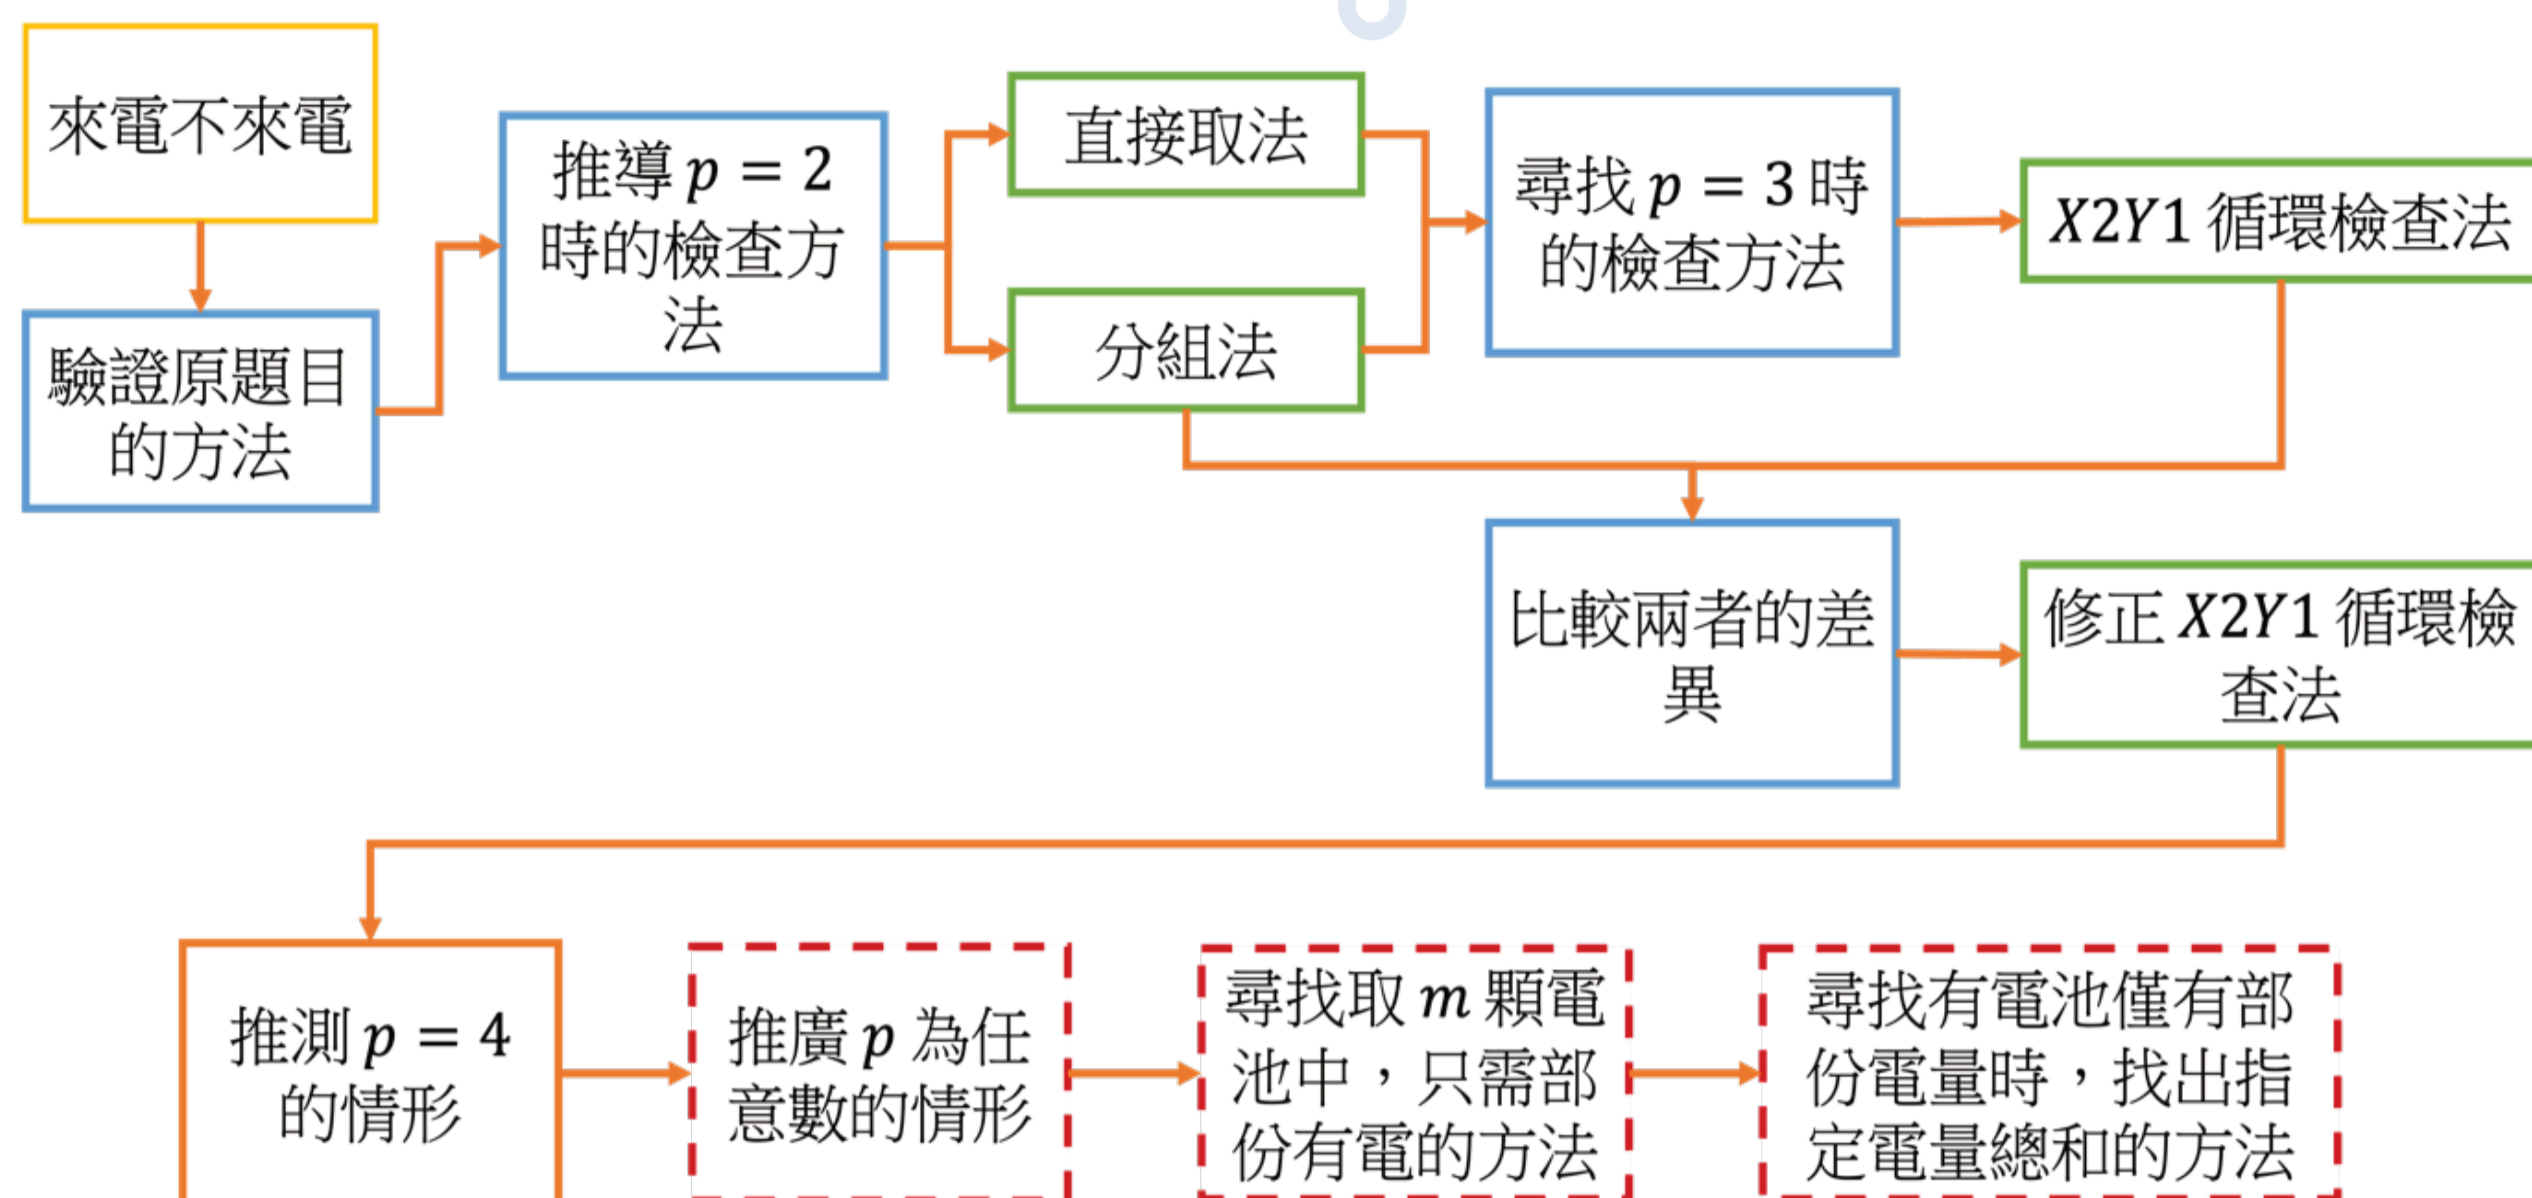 來電不來電
驗證原題目
的方法
推導 p = 2
時的檢查方
法
直接取法
分組法
尋找 p = 3 時
的檢查方法
X2Y1 循環檢查法
比較兩者的差
異
修正 X2Y1 循環檢
查法
推測 p = 4
的情形
推廣 p 為任
意數的情形
尋找取 m 顆電
池中，只需部
份有電的方法
尋找有電池僅有部
份電量時，找出指
定電量總和的方法